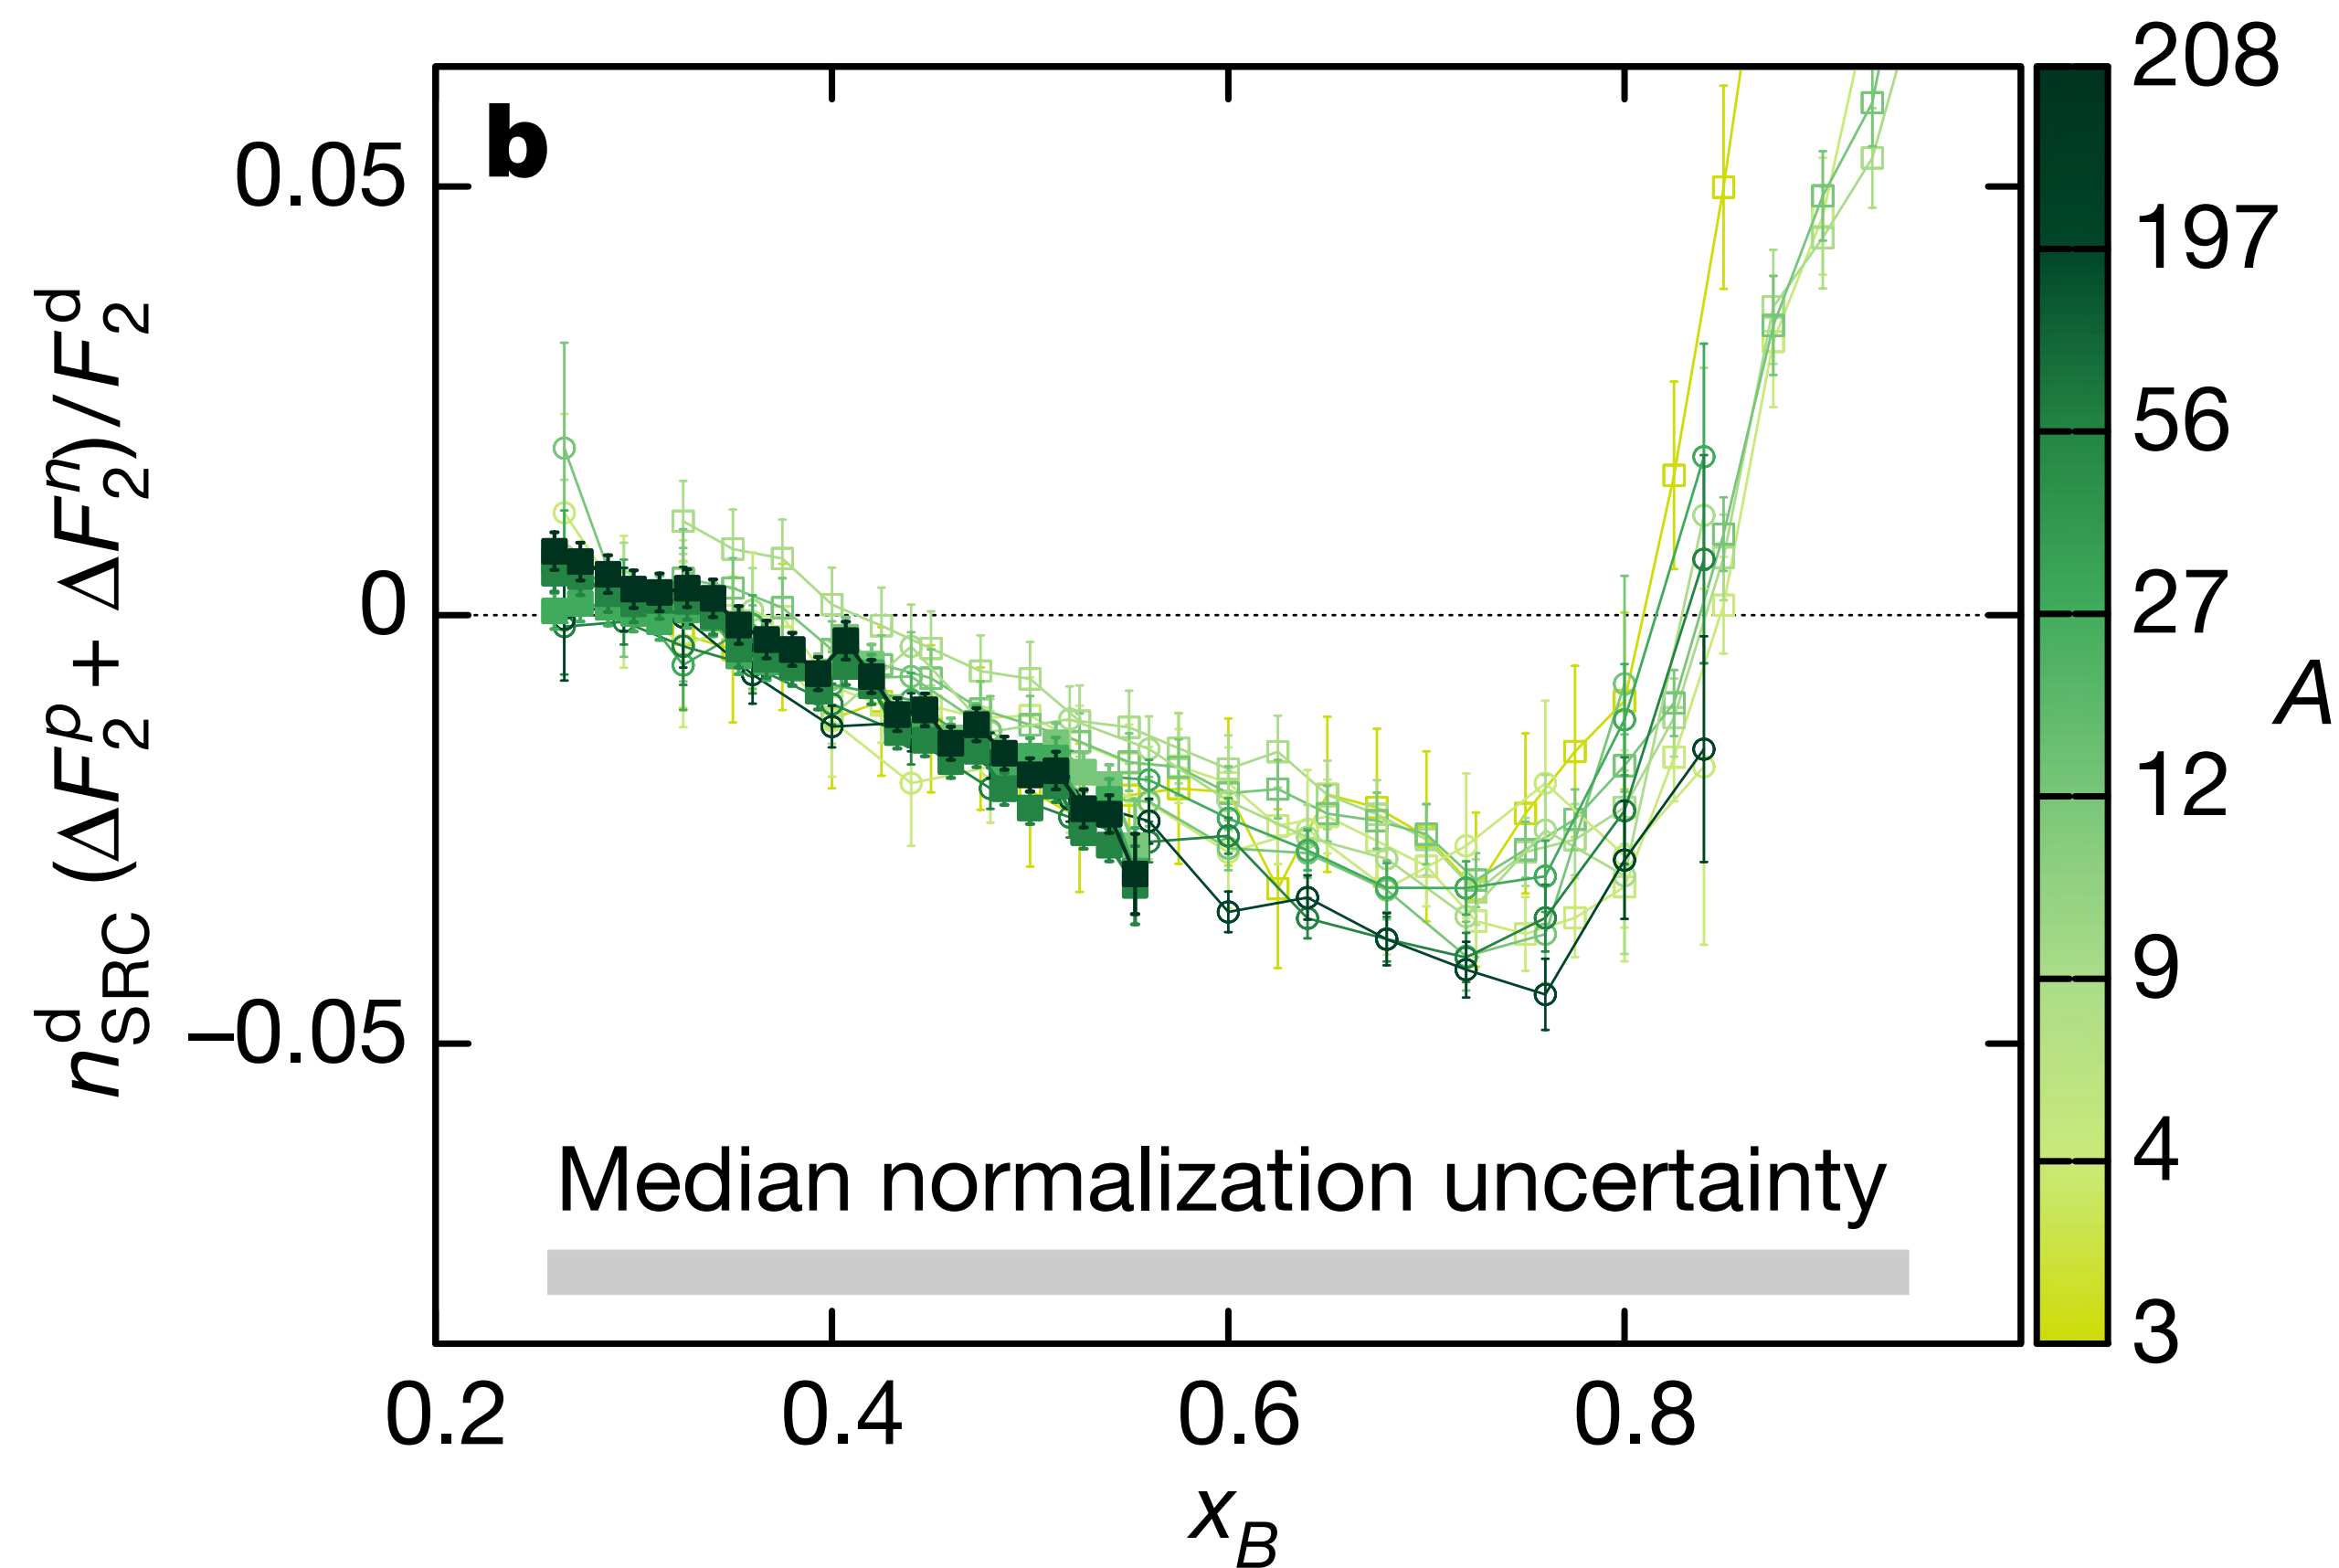 b
0.05
0
–0.05
n^d_SRC (ΔF^p_2 + ΔF^n_2)/F^d_2
Median normalization uncertainty
0.2 0.4 0.6 0.8
x_B
208
197
56
27
12
9
4
3
A